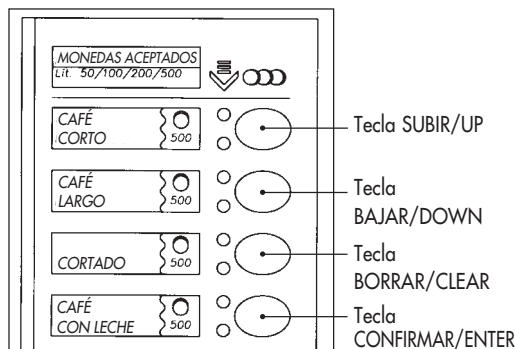 MONEDAS ACEPTADOS
Lit. 50/100/200/500
CAFÉ
CORTO
500
Tecla SUBIR/UP
CAFÉ
LARGO
500
Tecla
BAJAR/DOWN
CORTADO
500
Tecla
BORRAR/CLEAR
CAFÉ
CON LECHE
500
Tecla
CONFIRMAR/ENTER